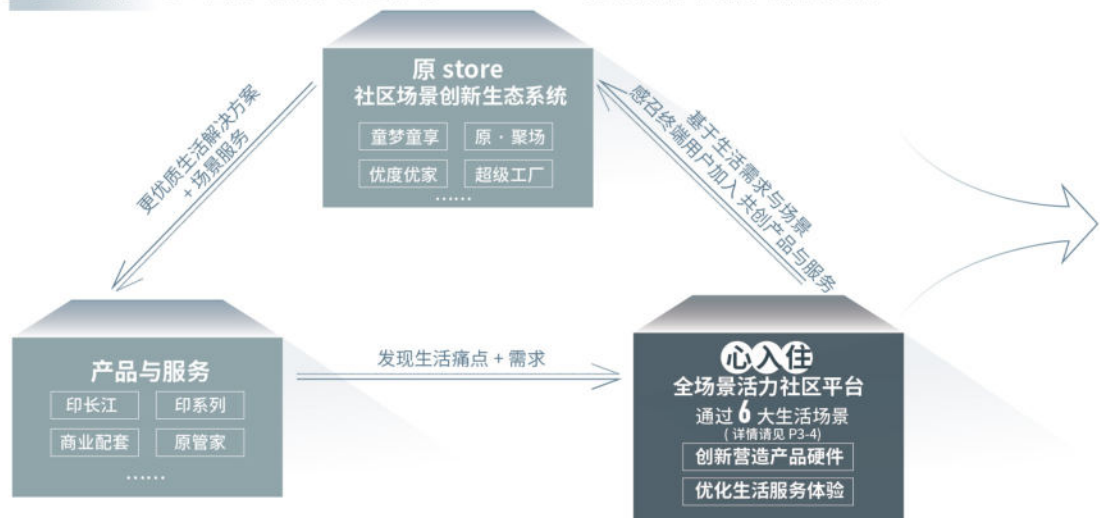 原 store
社区场景创新生态系统
童梦童享
原 · 聚场
优度优家
超级工厂
……
更优质生活解决方案
+ 场景服务
基于生活需求与场景
感召终端用户加入 共创产品与服务
产品与服务
印长江
印系列
商业配套
原管家
……
发现生活痛点 + 需求
心入住
全场景活力社区平台
通过 6 大生活场景
( 详情请见 P3-4)
创新营造产品硬件
优化生活服务体验